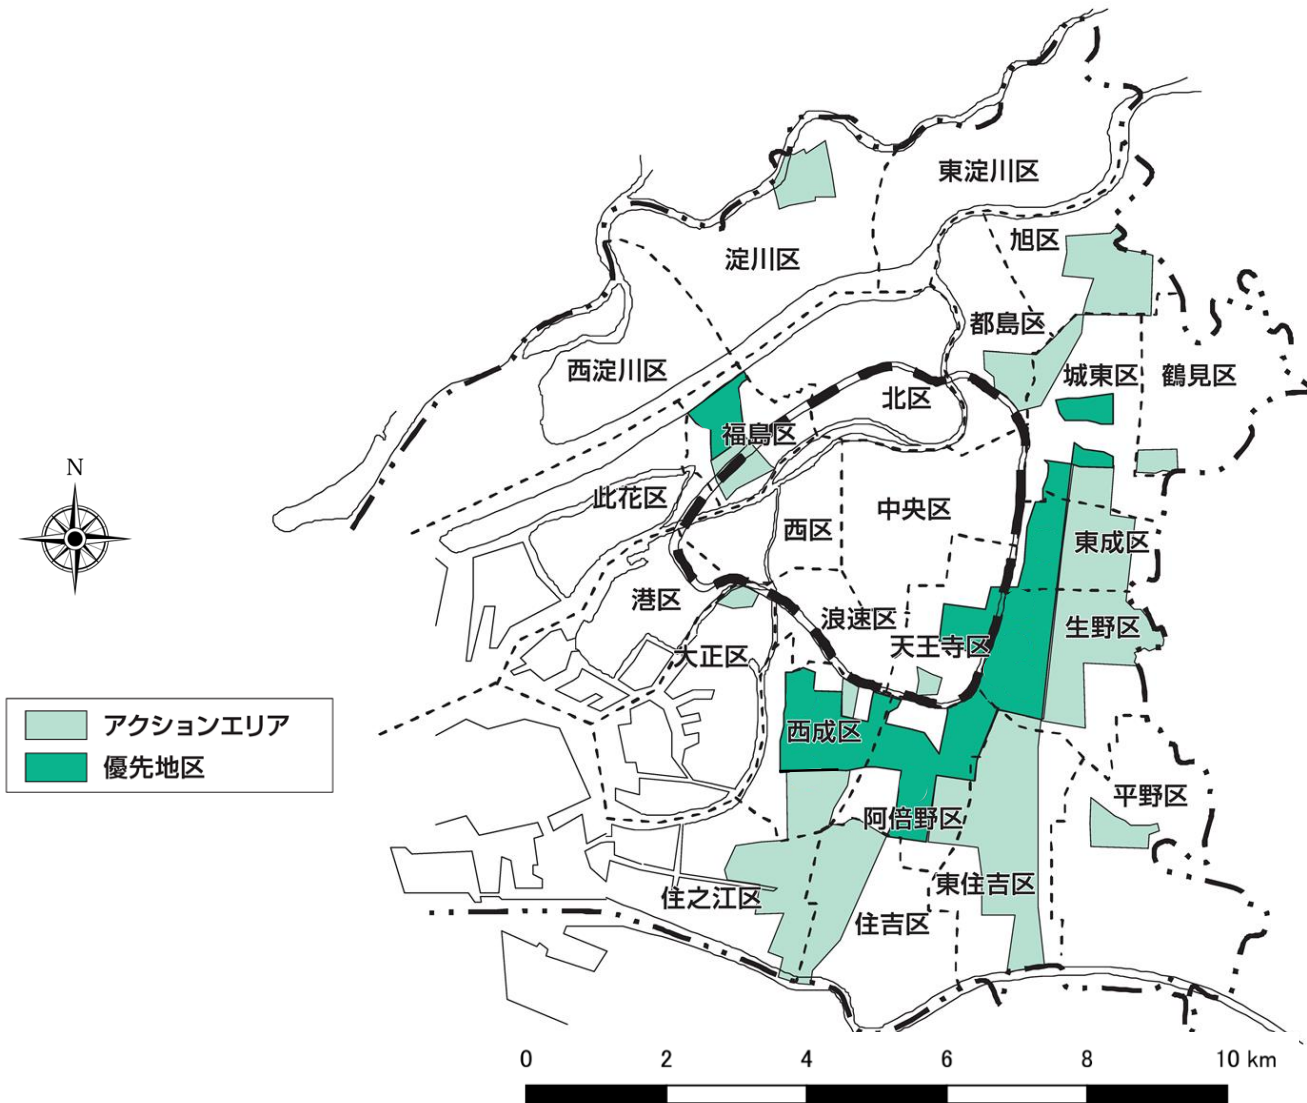 東淀川区
旭区
淀川区
都島区
城東区
鶴見区
西淀川区
北区
福島区
N
此花区
中央区
西区
東成区
港区
浪速区
生野区
天王寺区
大正区
アクションエリア
西成区
優先地区
平野区
阿倍野区
東住吉区
住之江区
住吉区
0 2 4 6 8 10 km